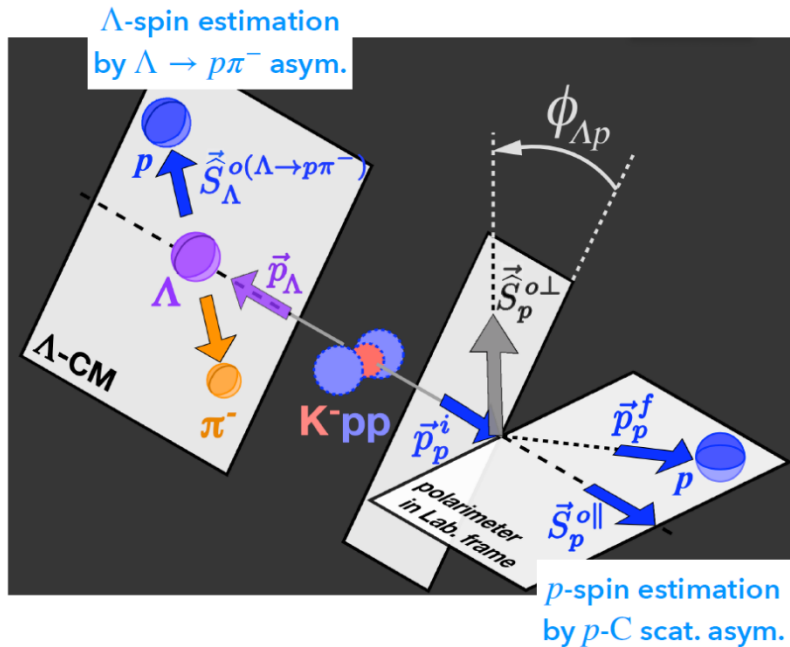 Λ-spin estimation
by Λ → pπ⁻ asym.
ϕ_Λp
p
S⃗̂_Λ^o(Λ→pπ⁻)
Λ
p⃗_Λ
Λ-CM
π⁻
K⁻pp
S⃗̂_p^o⊥
p⃗_p^i
p⃗_p^f
p
S⃗_p^o∥
polarimeter
in Lab. frame
p-spin estimation
by p-C scat. asym.